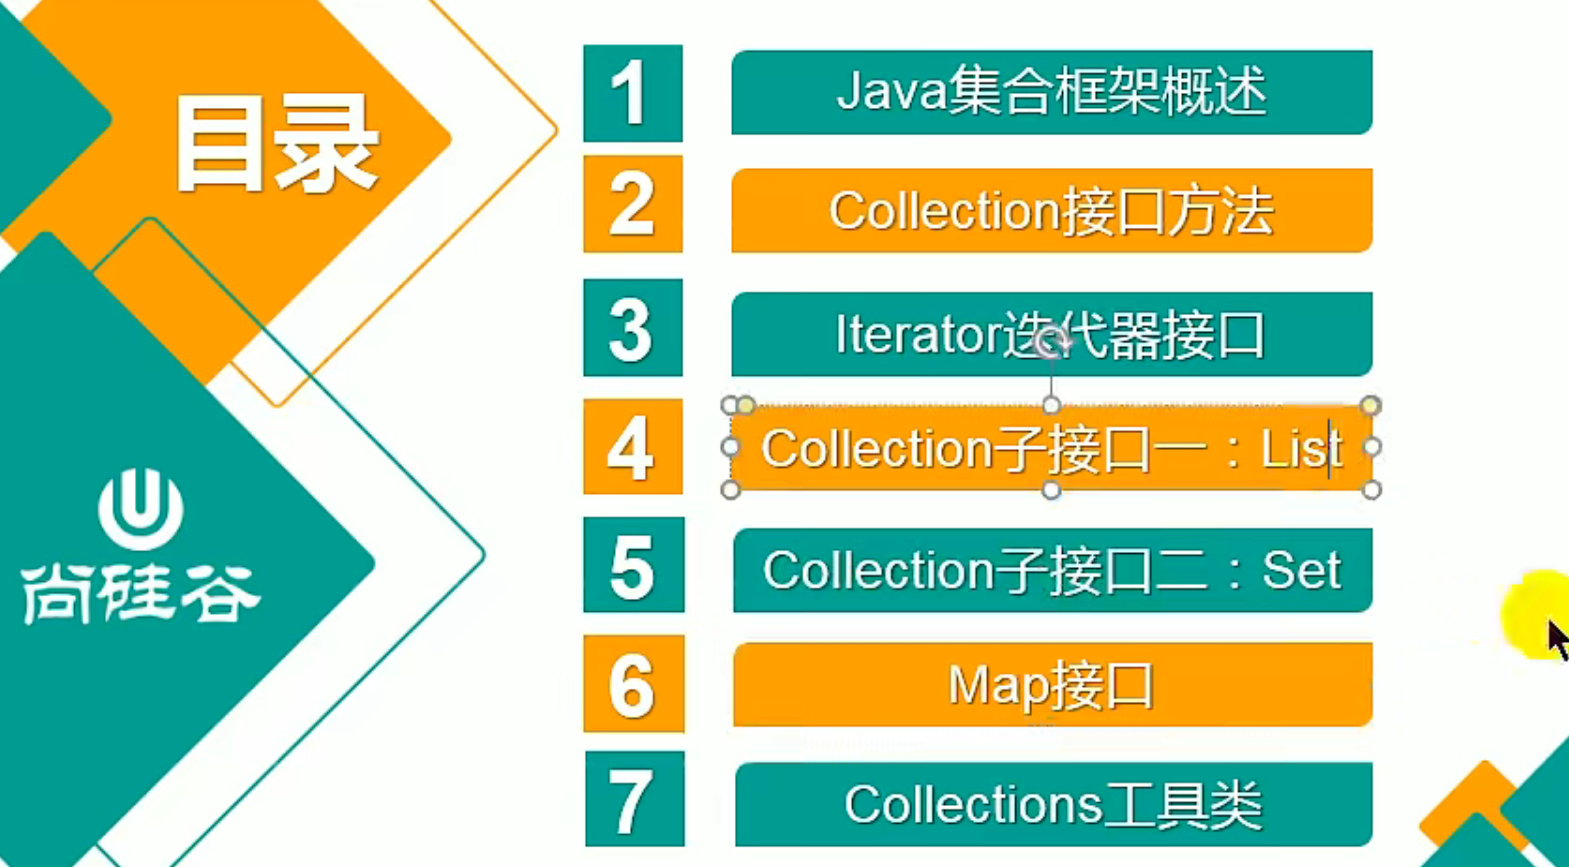 目录
1
Java集合框架概述
2
Collection接口方法
3
Iterator迭代器接口
4
Collection子接口一：List
5
Collection子接口二：Set
6
Map接口
7
Collections工具类
尚硅谷